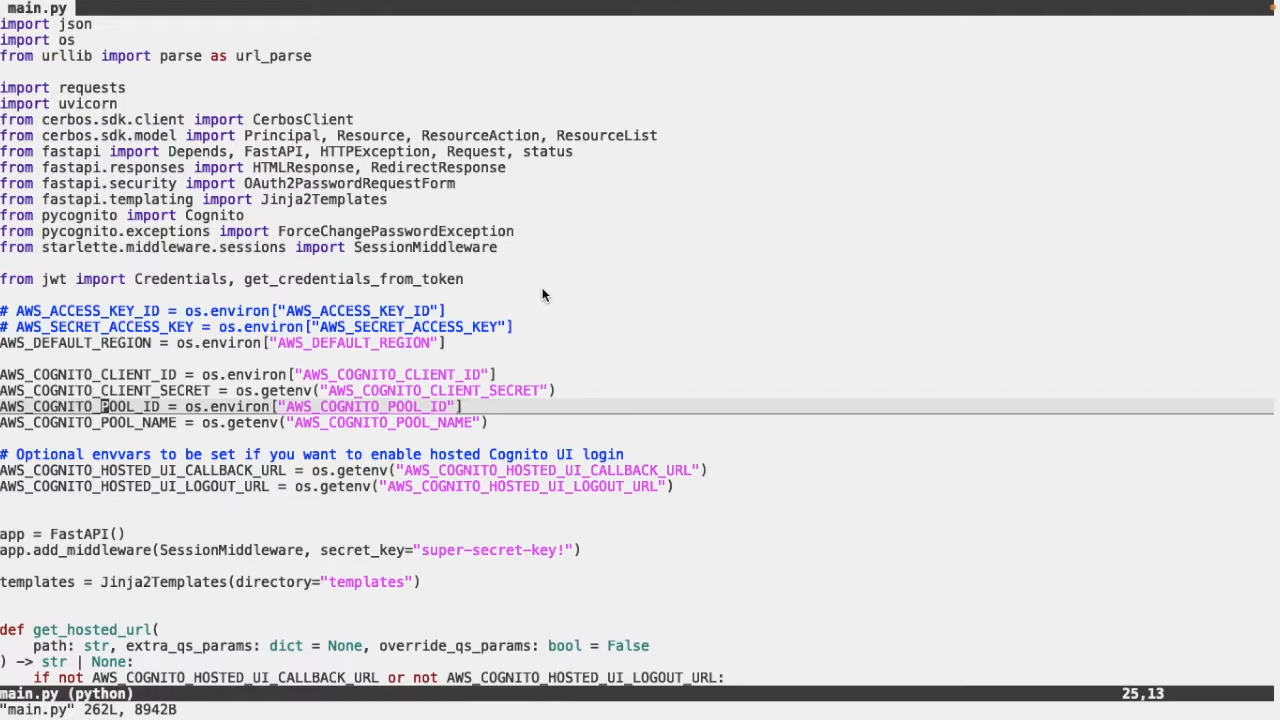 main.py
import json
import os
from urllib import parse as url_parse
import requests
import uvicorn
from cerbos.sdk.client import CerbosClient
from cerbos.sdk.model import Principal, Resource, ResourceAction, ResourceList
from fastapi import Depends, FastAPI, HTTPException, Request, status
from fastapi.responses import HTMLResponse, RedirectResponse
from fastapi.security import OAuth2PasswordRequestForm
from fastapi.templating import Jinja2Templates
from pycognito import Cognito
from pycognito.exceptions import ForceChangePasswordException
from starlette.middleware.sessions import SessionMiddleware
from jwt import Credentials, get_credentials_from_token
# AWS_ACCESS_KEY_ID = os.environ["AWS_ACCESS_KEY_ID"]
# AWS_SECRET_ACCESS_KEY = os.environ["AWS_SECRET_ACCESS_KEY"]
AWS_DEFAULT_REGION = os.environ["AWS_DEFAULT_REGION"]
AWS_COGNITO_CLIENT_ID = os.environ["AWS_COGNITO_CLIENT_ID"]
AWS_COGNITO_CLIENT_SECRET = os.getenv("AWS_COGNITO_CLIENT_SECRET")
AWS_COGNITO_POOL_ID = os.environ["AWS_COGNITO_POOL_ID"]
AWS_COGNITO_POOL_NAME = os.getenv("AWS_COGNITO_POOL_NAME")
# Optional envvars to be set if you want to enable hosted Cognito UI login
AWS_COGNITO_HOSTED_UI_CALLBACK_URL = os.getenv("AWS_COGNITO_HOSTED_UI_CALLBACK_URL")
AWS_COGNITO_HOSTED_UI_LOGOUT_URL = os.getenv("AWS_COGNITO_HOSTED_UI_LOGOUT_URL")
app = FastAPI()
app.add_middleware(SessionMiddleware, secret_key="super-secret-key!")
templates = Jinja2Templates(directory="templates")
def get_hosted_url(
    path: str, extra_qs_params: dict = None, override_qs_params: bool = False
) -> str | None:
    if not AWS_COGNITO_HOSTED_UI_CALLBACK_URL or not AWS_COGNITO_HOSTED_UI_LOGOUT_URL:
main.py (python) 25,13
"main.py" 262L, 8942B